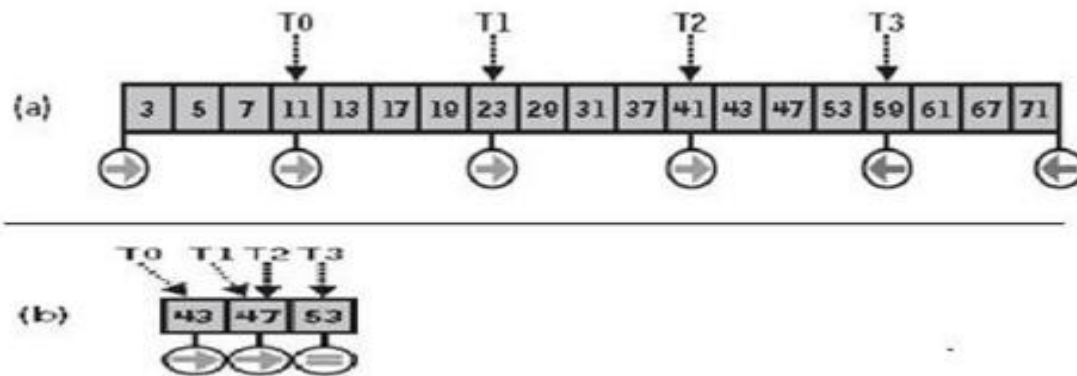 T0 T1 T2 T3
(a) 3 5 7 11 13 17 19 23 29 31 37 41 43 47 53 59 61 67 71
T0 T1 T2 T3
(b) 43 47 53
=